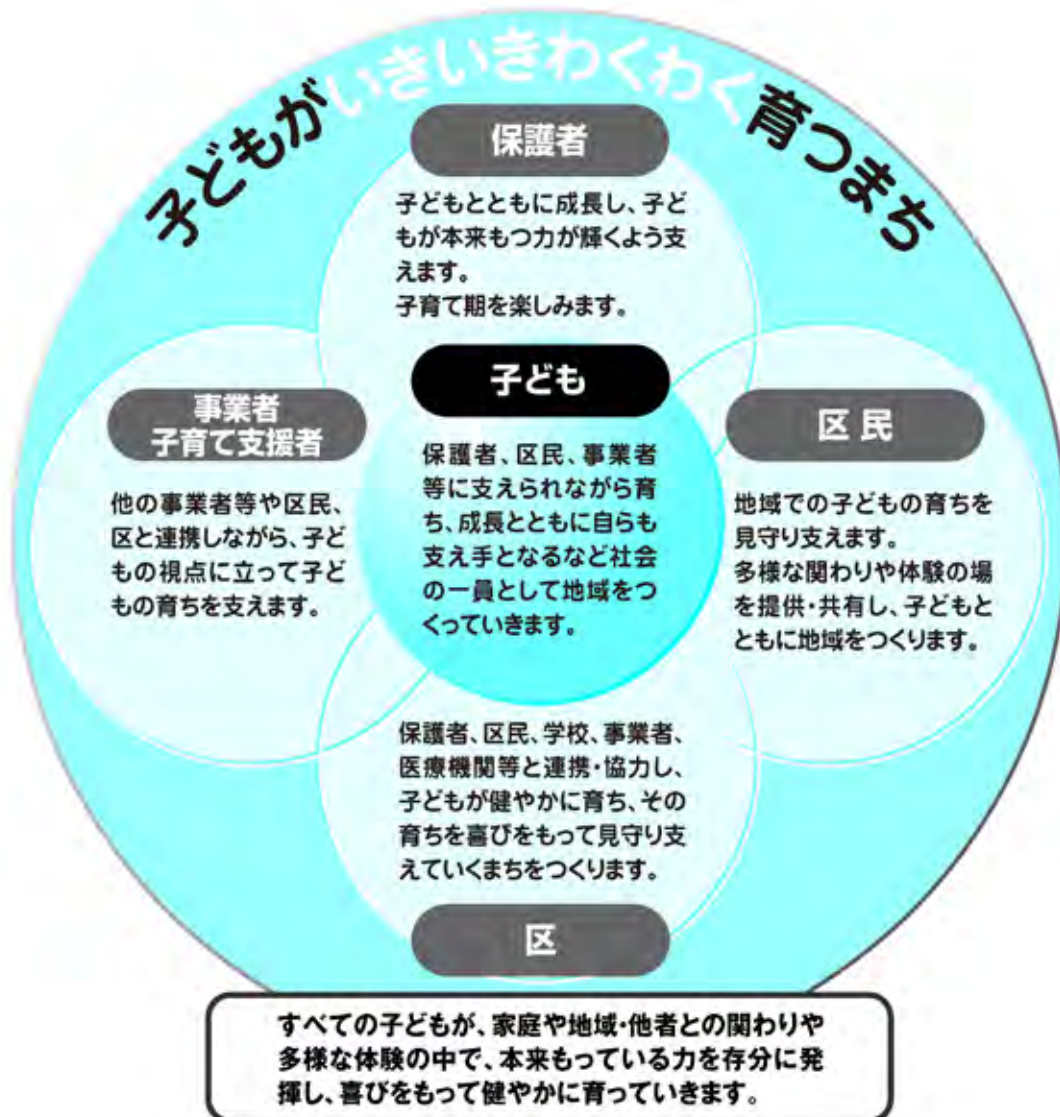 子どもがいきいきわくわく育つまち
保護者
子どもとともに成長し、子ど
もが本来もつ力が輝くよう支
えます。
子育て期を楽しみます。
子ども
保護者、区民、事業者
等に支えられながら育
ち、成長とともに自らも
支え手となるなど社会
の一員として地域をつ
くっていきます。
事業者
子育て支援者
他の事業者等や区民、
区と連携しながら、子ど
もの視点に立って子ど
もの育ちを支えます。
区民
地域での子どもの育ちを
見守り支えます。
多様な関わりや体験の場
を提供・共有し、子どもと
ともに地域をつくります。
保護者、区民、学校、事業者、
医療機関等と連携・協力し、
子どもが健やかに育ち、その
育ちを喜びをもって見守り支
えていくまちをつくります。
区
すべての子どもが、家庭や地域・他者との関わりや
多様な体験の中で、本来もっている力を存分に発
揮し、喜びをもって健やかに育っていきます。